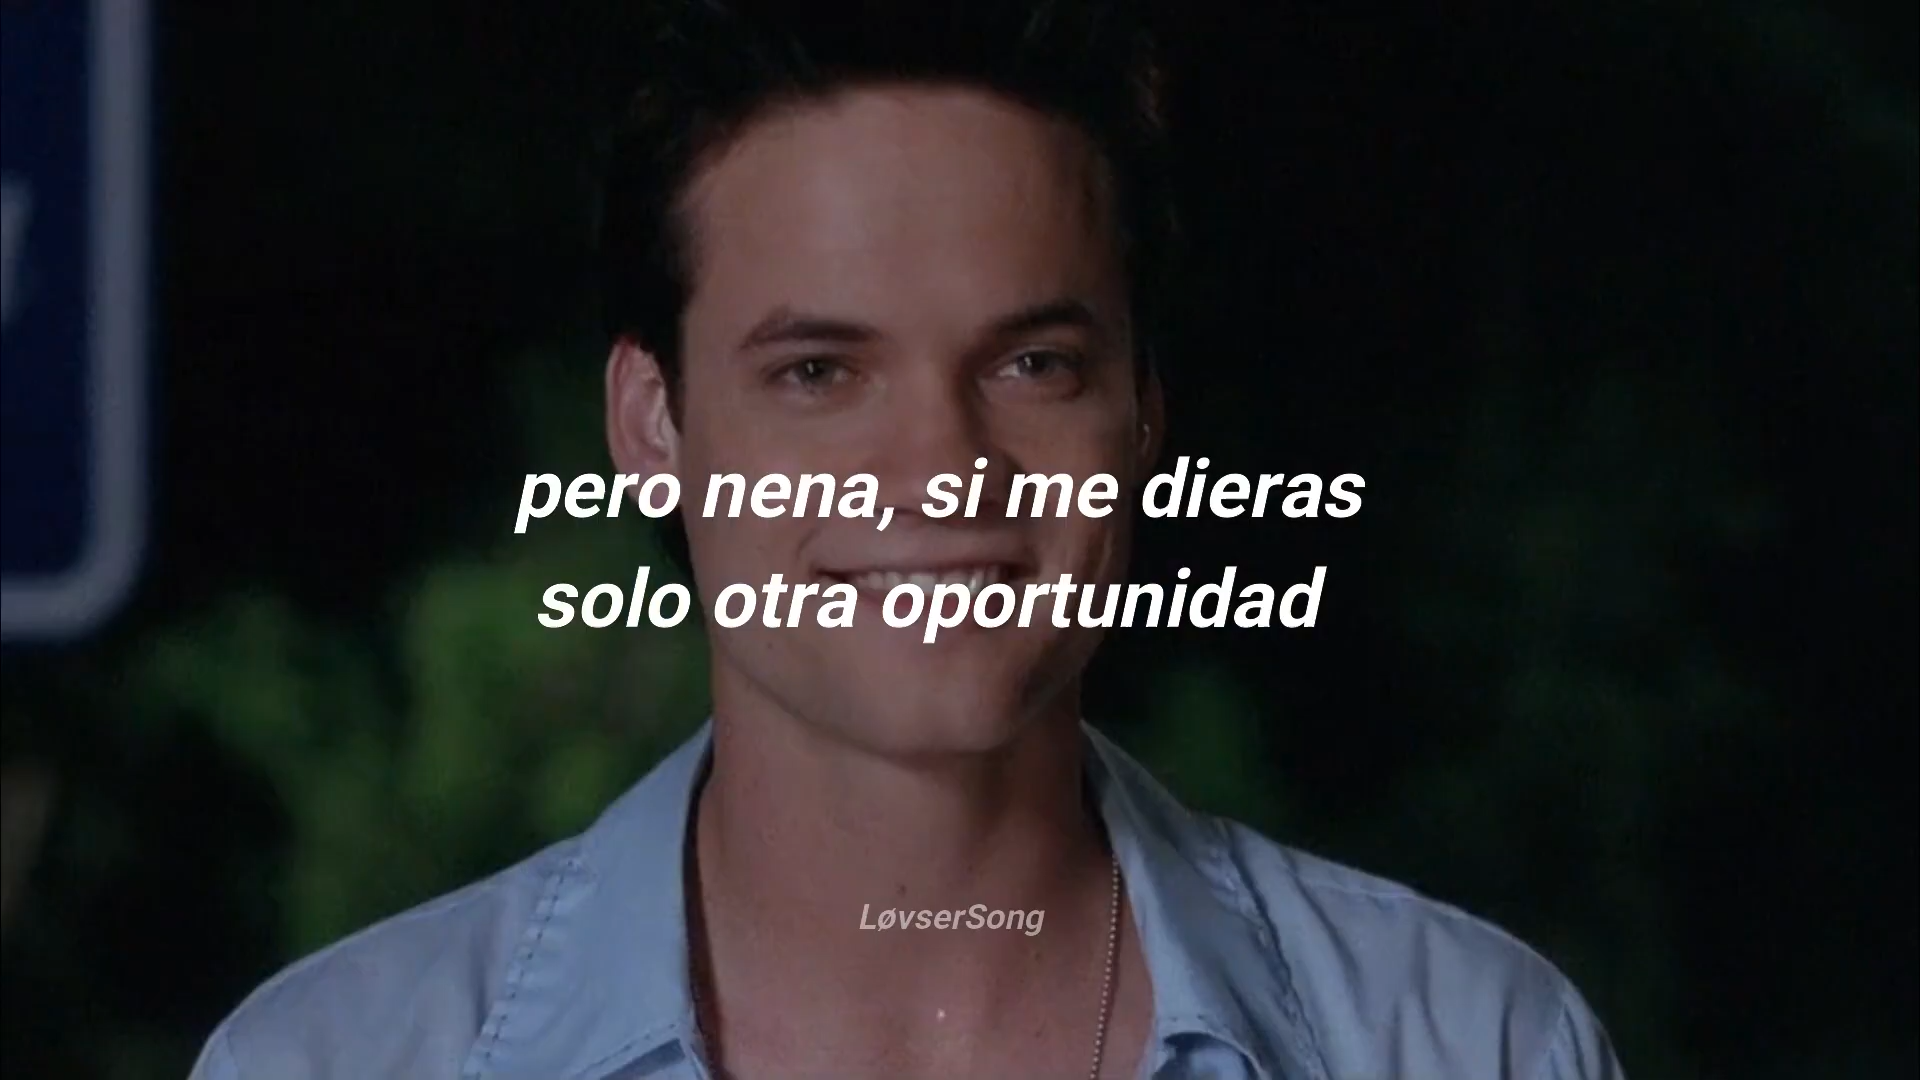 pero nena, si me dieras
solo otra oportunidad
LøvserSong